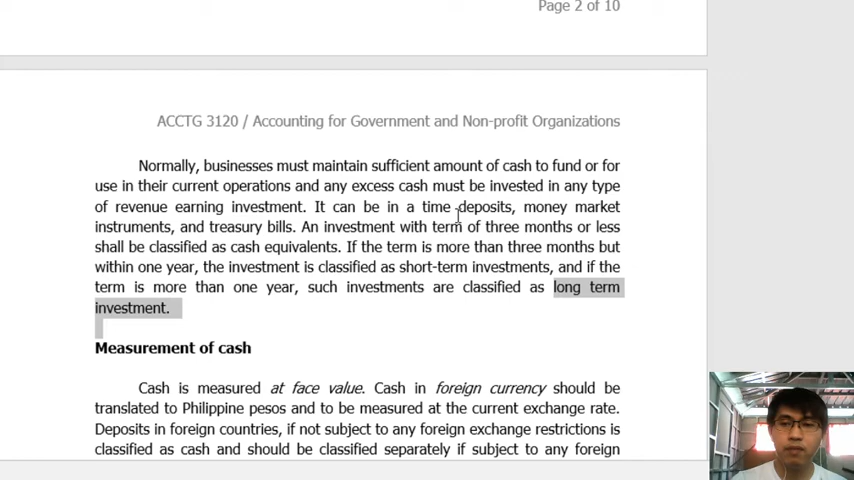 Page 2 of 10
ACCTG 3120 / Accounting for Government and Non-profit Organizations
Normally, businesses must maintain sufficient amount of cash to fund or for
use in their current operations and any excess cash must be invested in any type
of revenue earning investment. It can be in a time deposits, money market
instruments, and treasury bills. An investment with term of three months or less
shall be classified as cash equivalents. If the term is more than three months but
within one year, the investment is classified as short-term investments, and if the
term is more than one year, such investments are classified as long term
investment.
Measurement of cash
Cash is measured at face value. Cash in foreign currency should be
translated to Philippine pesos and to be measured at the current exchange rate.
Deposits in foreign countries, if not subject to any foreign exchange restrictions is
classified as cash and should be classified separately if subject to any foreign